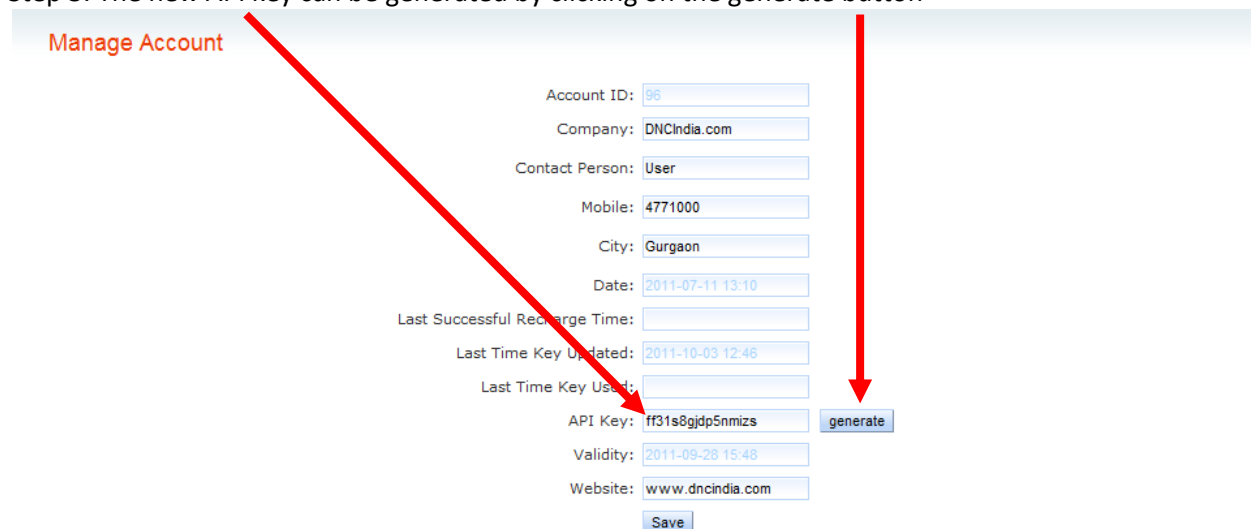 Step 3: The new API key can be generated by clicking on the generate button
Manage Account
Account ID: 96
Company: DNCIndia.com
Contact Person: User
Mobile: 4771000
City: Gurgaon
Date: 2011-07-11 13:10
Last Successful Recharge Time:
Last Time Key Updated: 2011-10-03 12:46
Last Time Key Used:
API Key: ff31s8gjdp5nmizs generate
Validity: 2011-09-28 15:48
Website: www.dncindia.com
Save